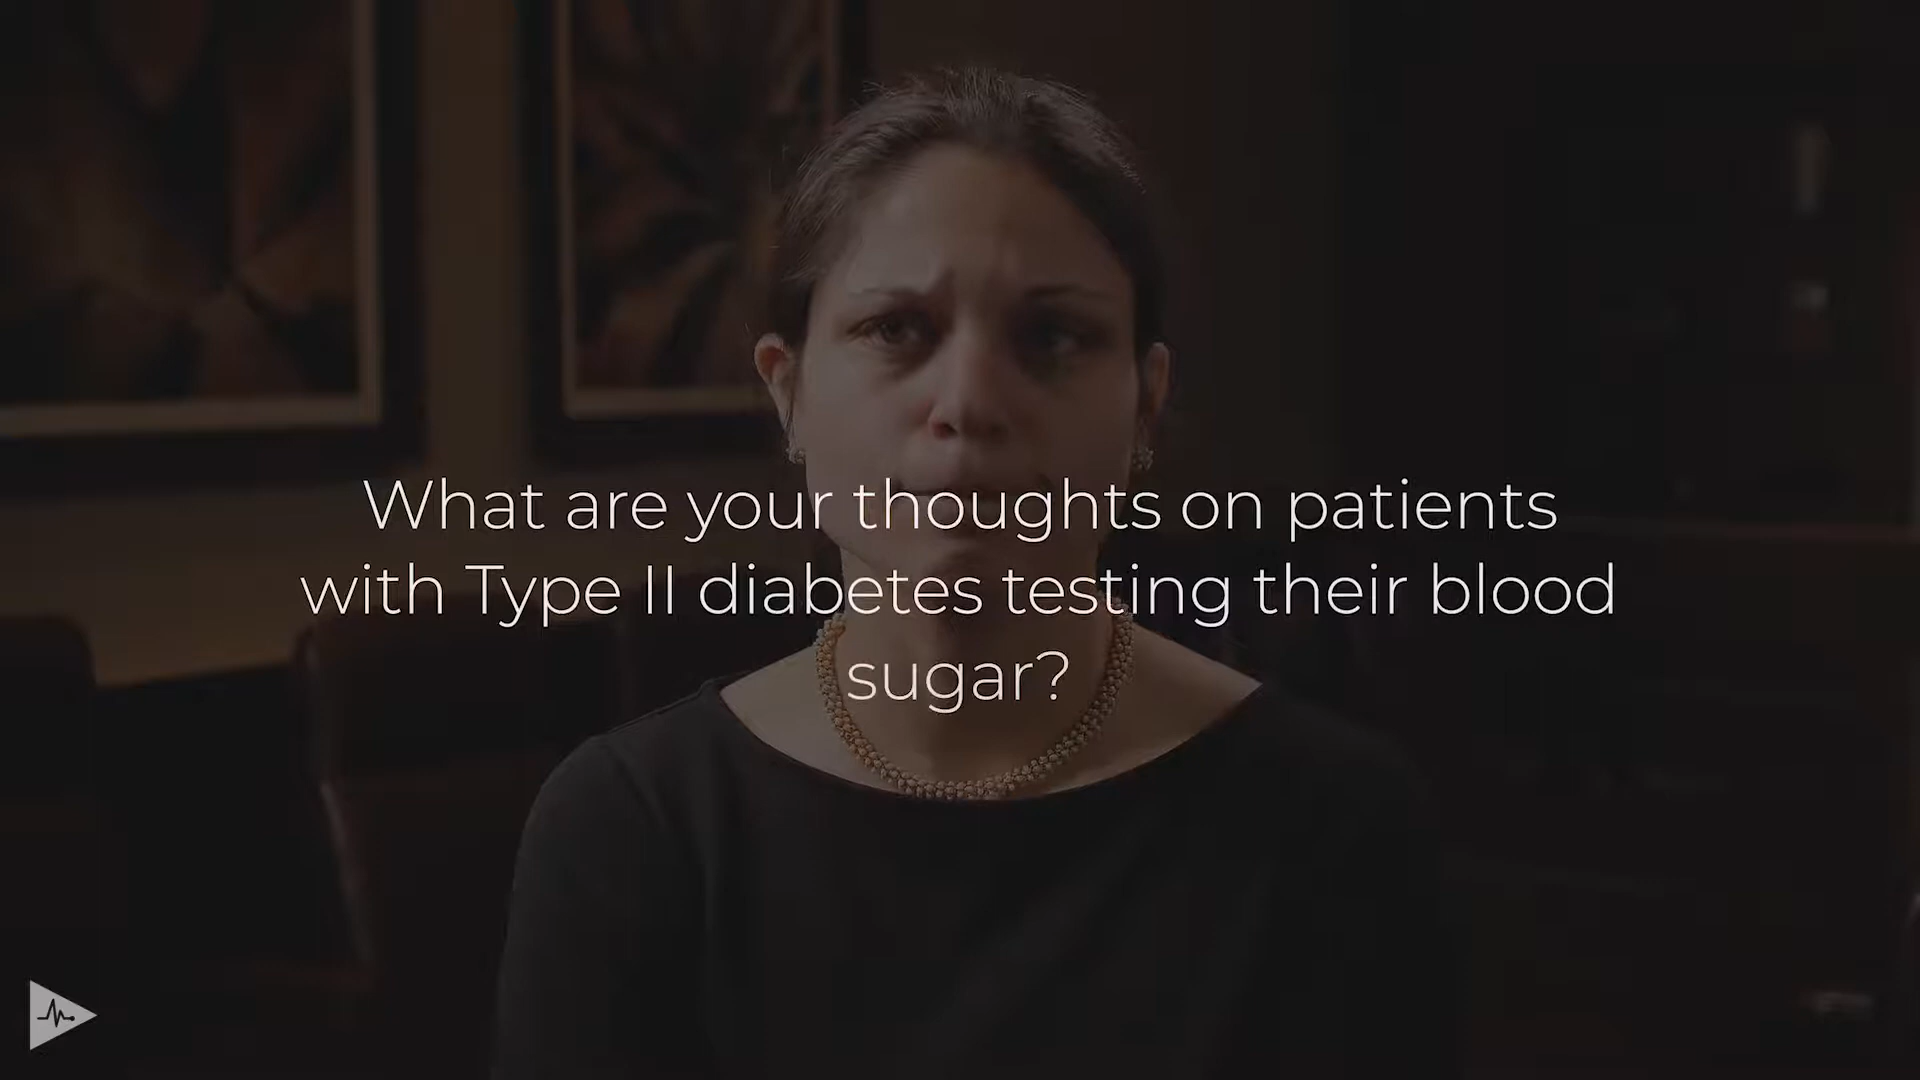 What are your thoughts on patients
with Type II diabetes testing their blood
sugar?